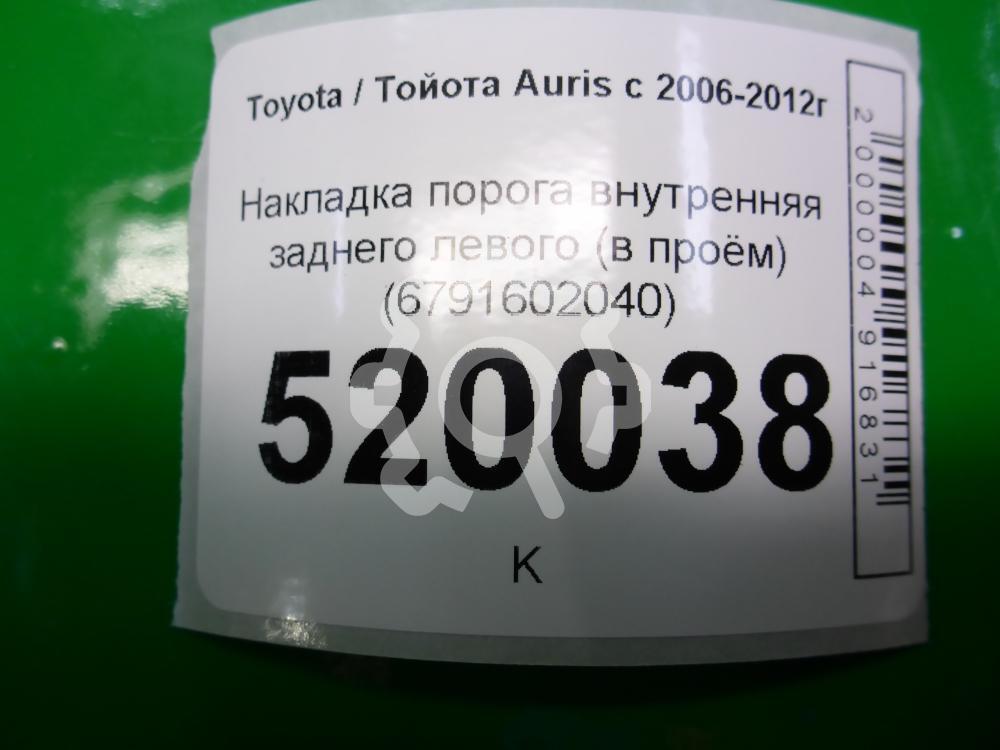 Toyota / Тойота Auris с 2006-2012г
Накладка порога внутренняя
заднего левого (в проём)
(6791602040)
520038
К
2000004916831